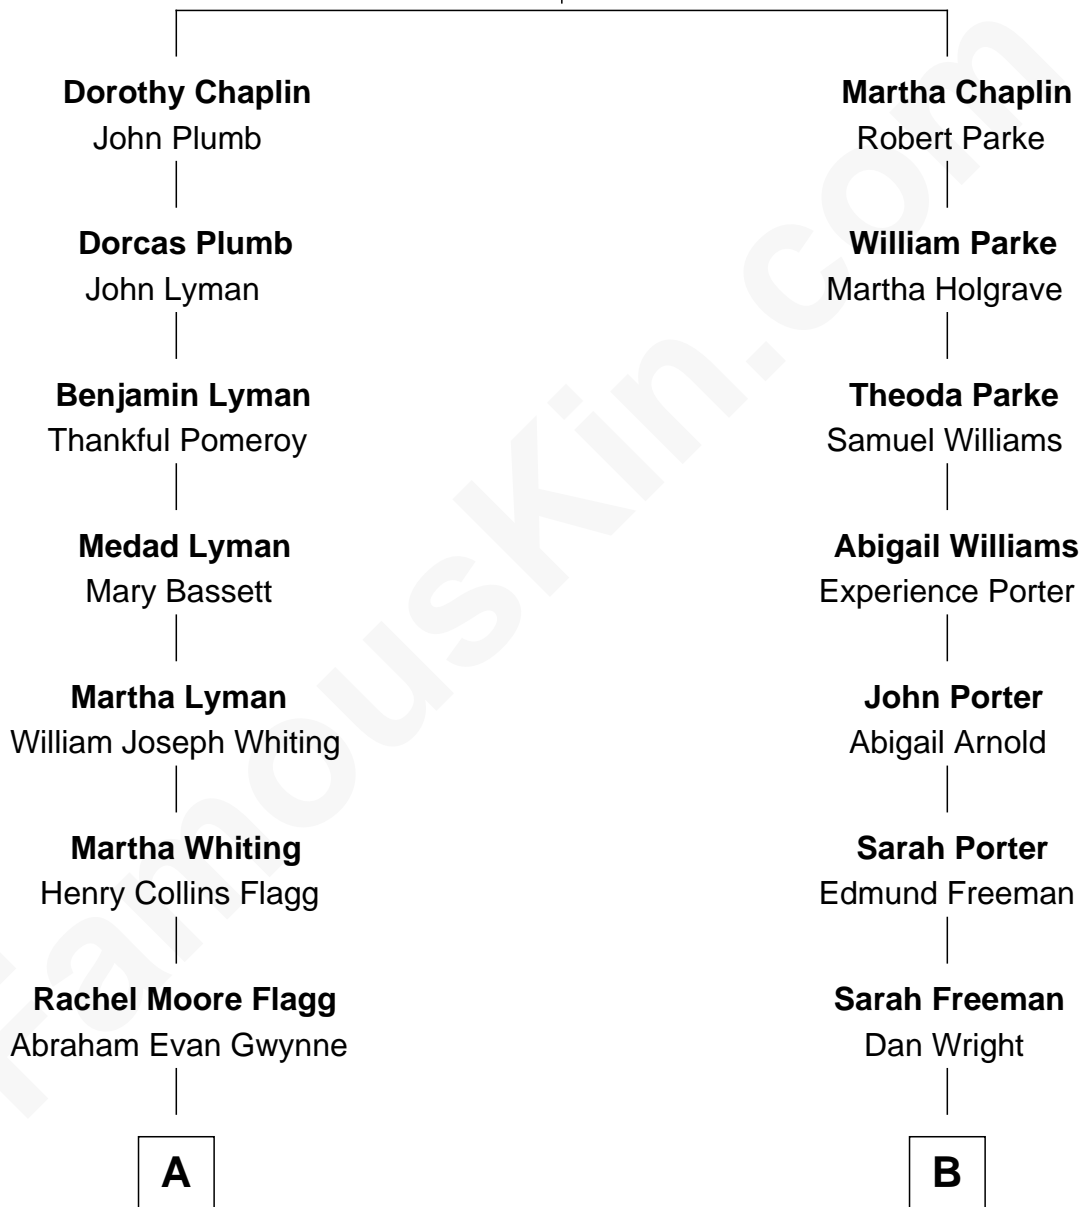 Dorothy Chaplin
John Plumb
Dorcas Plumb
John Lyman
Benjamin Lyman
Thankful Pomeroy
Medad Lyman
Mary Bassett
Martha Lyman
William Joseph Whiting
Martha Whiting
Henry Collins Flagg
Rachel Moore Flagg
Abraham Evan Gwynne
A
Martha Chaplin
Robert Parke
William Parke
Martha Holgrave
Theoda Parke
Samuel Williams
Abigail Williams
Experience Porter
John Porter
Abigail Arnold
Sarah Porter
Edmund Freeman
Sarah Freeman
Dan Wright
B
FamousKin.com